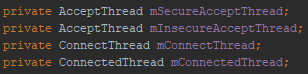 private AcceptThread mSecureAcceptThread;
private AcceptThread mInsecureAcceptThread;
private ConnectThread mConnectThread;
private ConnectedThread mConnectedThread;